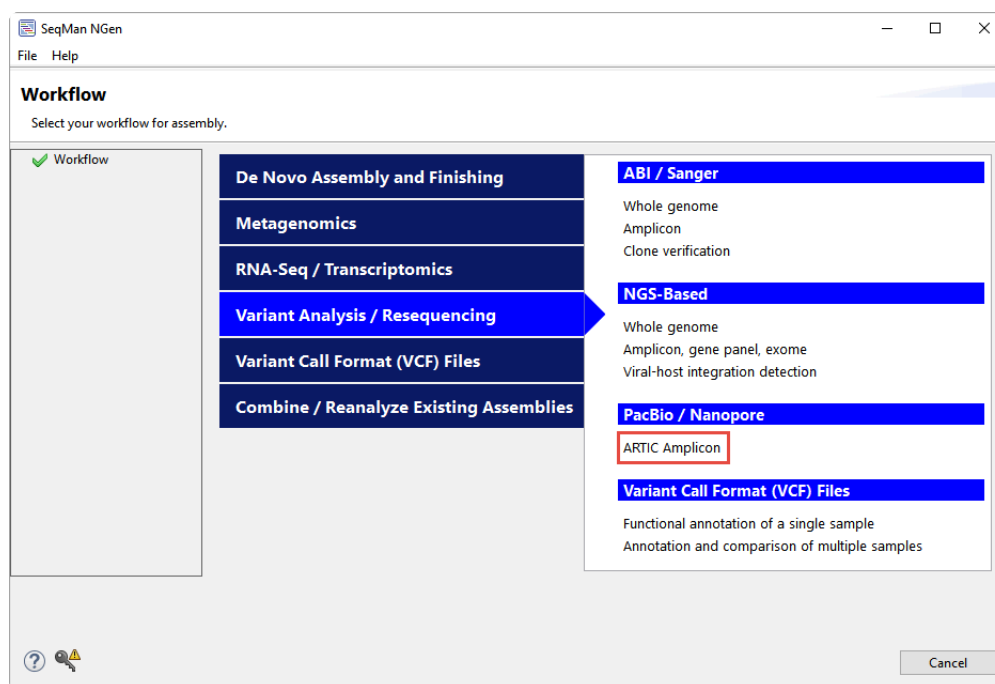 SeqMan NGen
File Help
Workflow
Select your workflow for assembly.
Workflow
De Novo Assembly and Finishing
Metagenomics
RNA-Seq / Transcriptomics
Variant Analysis / Resequencing
Variant Call Format (VCF) Files
Combine / Reanalyze Existing Assemblies
ABI / Sanger
Whole genome
Amplicon
Clone verification
NGS-Based
Whole genome
Amplicon, gene panel, exome
Viral-host integration detection
PacBio / Nanopore
ARTIC Amplicon
Variant Call Format (VCF) Files
Functional annotation of a single sample
Annotation and comparison of multiple samples
?
Cancel